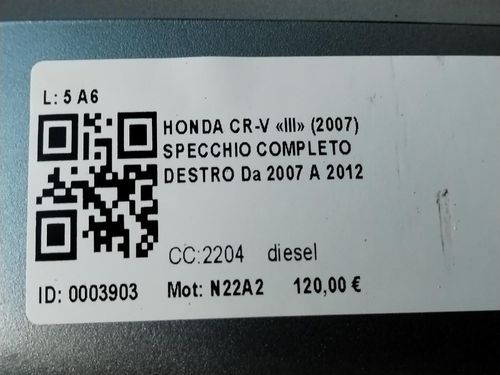 L: 5 A6
HONDA CR-V «III» (2007)
SPECCHIO COMPLETO
DESTRO Da 2007 A 2012
CC:2204 diesel
ID: 0003903 Mot: N22A2 120,00 €